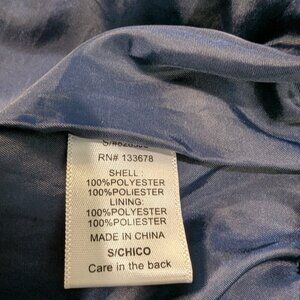 RN# 133678
SHELL :
100%POLYESTER
100%POLIESTER
LINING:
100%POLYESTER
100%POLIESTER
MADE IN CHINA
S/CHICO
Care in the back